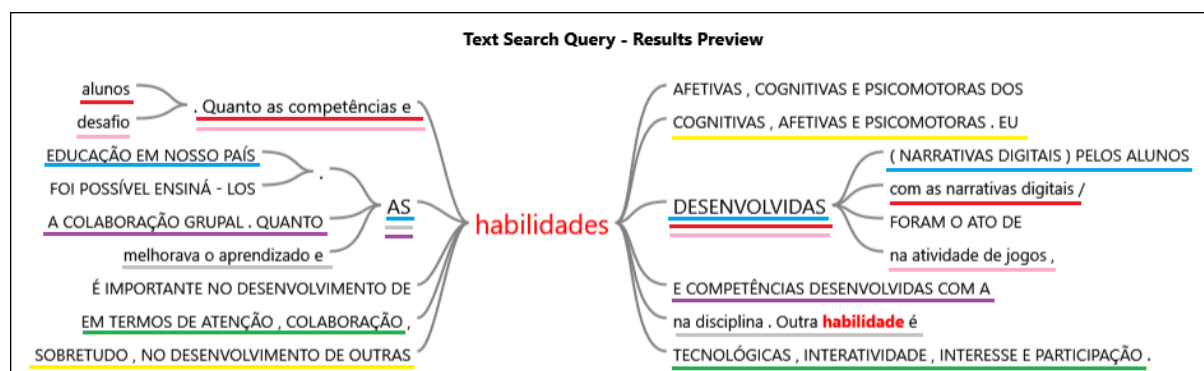 Text Search Query - Results Preview
alunos
desafio
. Quanto as competências e
EDUCAÇÃO EM NOSSO PAÍS
FOI POSSÍVEL ENSINÁ - LOS
.
A COLABORAÇÃO GRUPAL . QUANTO
melhorava o aprendizado e
AS
É IMPORTANTE NO DESENVOLVIMENTO DE
EM TERMOS DE ATENÇÃO , COLABORAÇÃO ,
SOBRETUDO , NO DESENVOLVIMENTO DE OUTRAS
habilidades
AFETIVAS , COGNITIVAS E PSICOMOTORAS DOS
COGNITIVAS , AFETIVAS E PSICOMOTORAS . EU
DESENVOLVIDAS
( NARRATIVAS DIGITAIS ) PELOS ALUNOS
com as narrativas digitais /
FORAM O ATO DE
na atividade de jogos ,
E COMPETÊNCIAS DESENVOLVIDAS COM A
na disciplina . Outra habilidade é
TECNOLÓGICAS , INTERATIVIDADE , INTERESSE E PARTICIPAÇÃO .